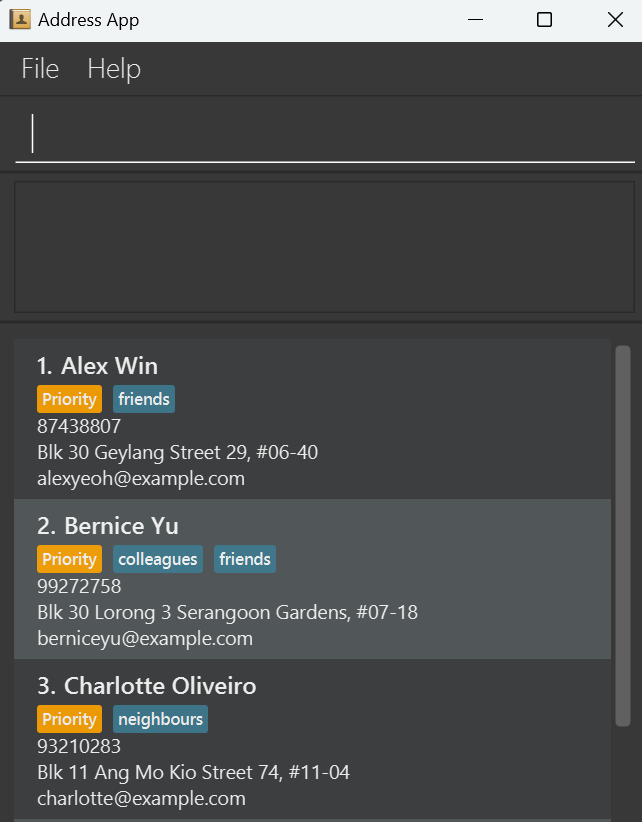 Address App
File Help
1. Alex Win
Priority friends
87438807
Blk 30 Geylang Street 29, #06-40
alexyeoh@example.com
2. Bernice Yu
Priority colleagues friends
99272758
Blk 30 Lorong 3 Serangoon Gardens, #07-18
berniceyu@example.com
3. Charlotte Oliveiro
Priority neighbours
93210283
Blk 11 Ang Mo Kio Street 74, #11-04
charlotte@example.com